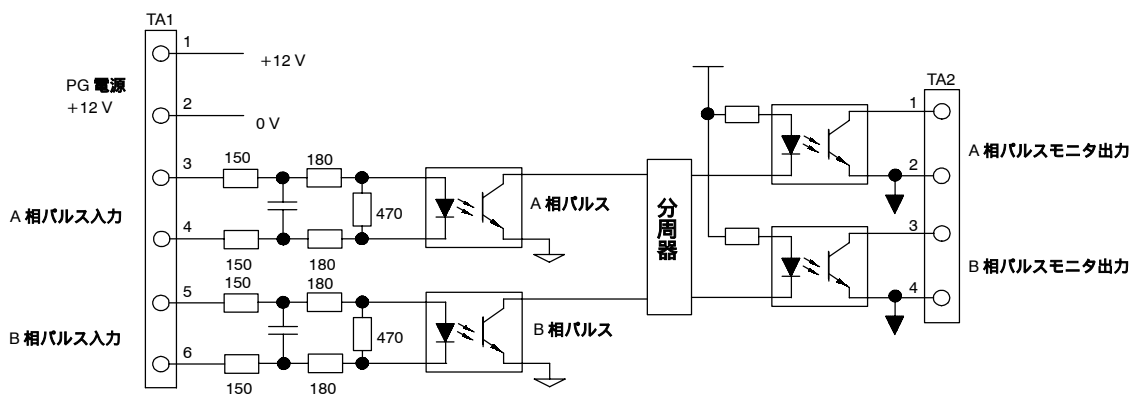 TA1
1
+12 V
PG 電源
+12 V
2
0 V
3
150
180
A 相パルス入力
470
A 相パルス
4
150
180
5
150
180
B 相パルス入力
470
B 相パルス
6
150
180
分周器
TA2
1
A 相パルスモニタ出力
2
3
B 相パルスモニタ出力
4